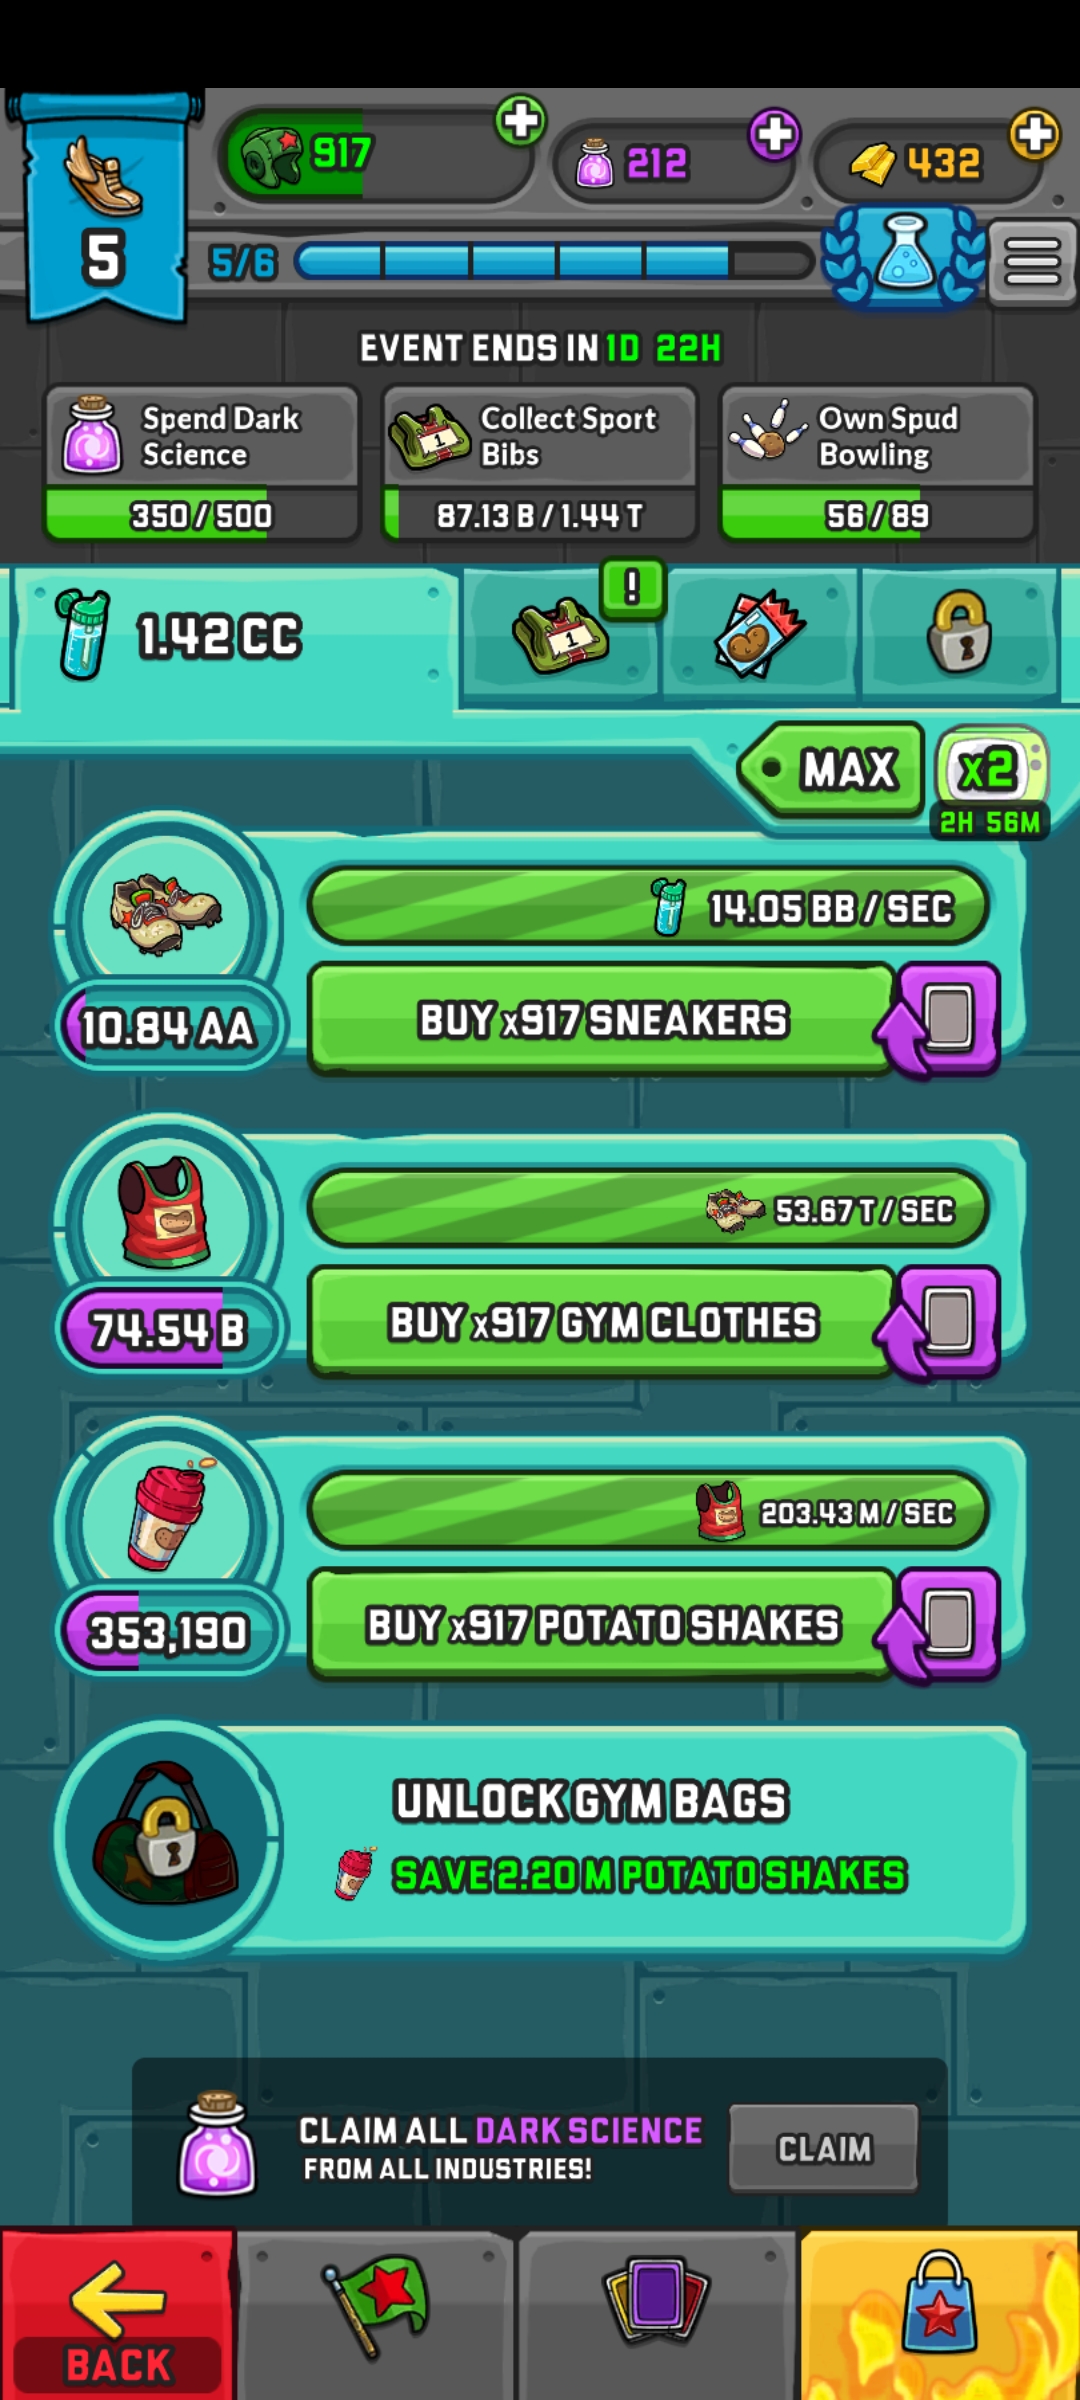 917
212
432
5
5/6
EVENT ENDS IN 1D 22H
Spend Dark
Science
350/500
Collect Sport
Bibs
87.13 B/1.44 T
Own Spud
Bowling
56/89
1.42 CC
1
!
MAX
x2
2H 56M
14.05 BB/SEC
10.84 AA
BUY x917 SNEAKERS
53.67 T/SEC
74.54 B
BUY x917 GYM CLOTHES
203.43 M/SEC
353,190
BUY x917 POTATO SHAKES
UNLOCK GYM BAGS
SAVE 2.20 M POTATO SHAKES
CLAIM ALL DARK SCIENCE
FROM ALL INDUSTRIES!
CLAIM
BACK